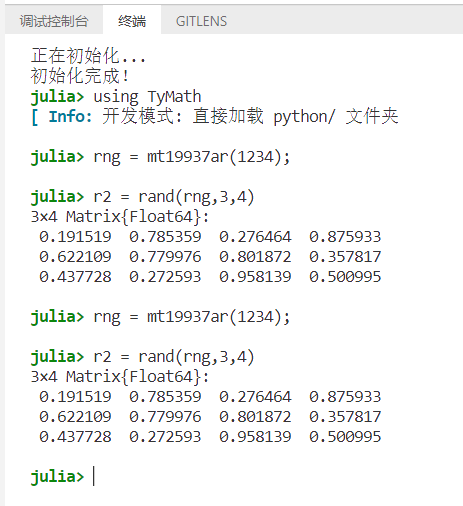 调试控制台 终端 GITLENS
正在初始化...
初始化完成!
julia> using TyMath
[ Info: 开发模式: 直接加载 python/ 文件夹
julia> rng = mt19937ar(1234);
julia> r2 = rand(rng,3,4)
3×4 Matrix{Float64}:
0.191519 0.785359 0.276464 0.875933
0.622109 0.779976 0.801872 0.357817
0.437728 0.272593 0.958139 0.500995
julia> rng = mt19937ar(1234);
julia> r2 = rand(rng,3,4)
3×4 Matrix{Float64}:
0.191519 0.785359 0.276464 0.875933
0.622109 0.779976 0.801872 0.357817
0.437728 0.272593 0.958139 0.500995
julia>